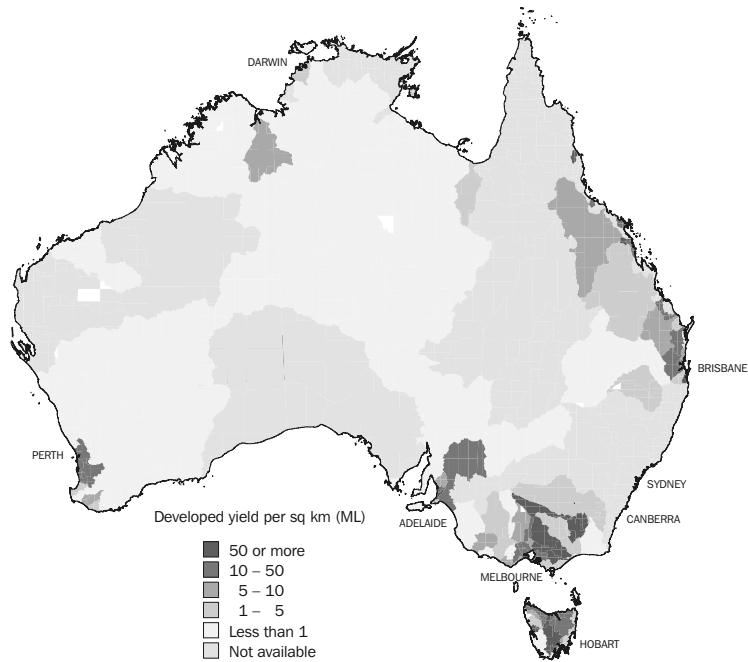 DARWIN
BRISBANE
PERTH
SYDNEY
ADELAIDE
CANBERRA
MELBOURNE
HOBART
Developed yield per sq km (ML)
50 or more
10 – 50
5 – 10
1 – 5
Less than 1
Not available